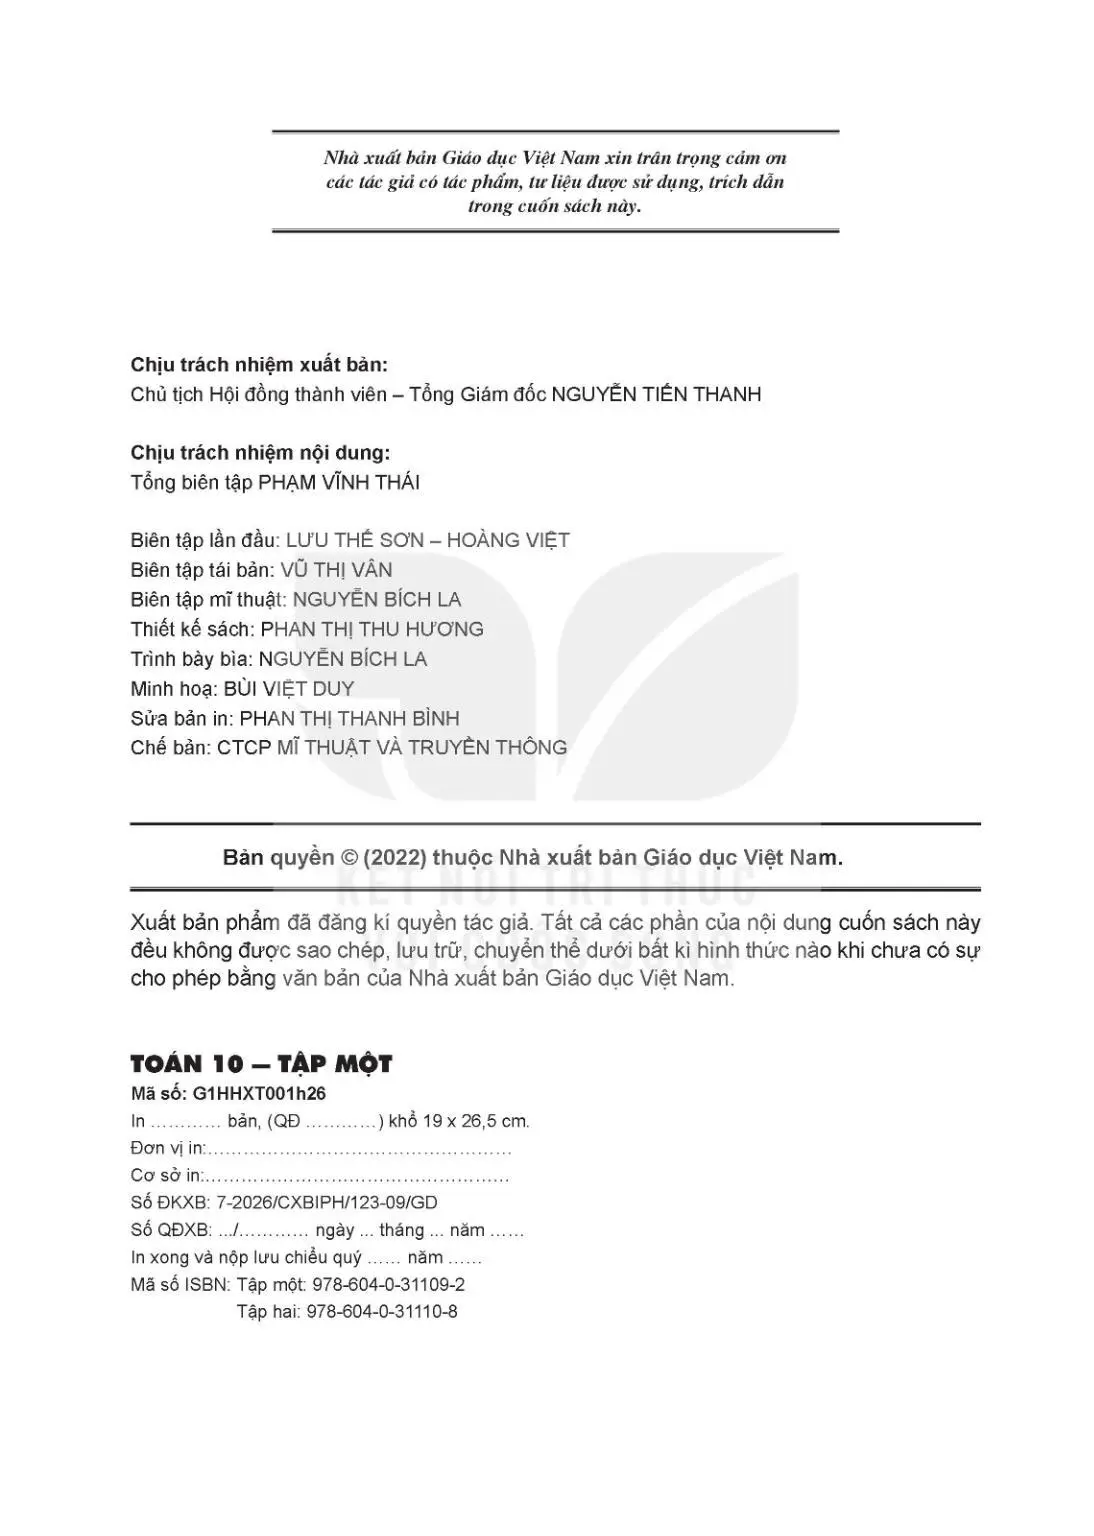 Nhà xuất bản Giáo dục Việt Nam xin trân trọng cảm ơn
các tác giả có tác phẩm, tư liệu được sử dụng, trích dẫn
trong cuốn sách này.
Chịu trách nhiệm xuất bản:
Chủ tịch Hội đồng thành viên – Tổng Giám đốc NGUYỄN TIẾN THANH
Chịu trách nhiệm nội dung:
Tổng biên tập PHẠM VĨNH THÁI
Biên tập lần đầu: LƯU THẾ SƠN – HOÀNG VIỆT
Biên tập tái bản: VŨ THỊ VÂN
Biên tập mĩ thuật: NGUYỄN BÍCH LA
Thiết kế sách: PHAN THỊ THU HƯƠNG
Trình bày bìa: NGUYỄN BÍCH LA
Minh hoạ: BÙI VIỆT DUY
Sửa bản in: PHAN THỊ THANH BÌNH
Chế bản: CTCP MĨ THUẬT VÀ TRUYỀN THÔNG
Bản quyền © (2022) thuộc Nhà xuất bản Giáo dục Việt Nam.
KẾT NỐI TRI THỨC
Xuất bản phẩm đã đăng kí quyền tác giả. Tất cả các phần của nội dung cuốn sách này
đều không được sao chép, lưu trữ, chuyển thể dưới bất kì hình thức nào khi chưa có sự
VỚI CUỘC SỐNG
cho phép bằng văn bản của Nhà xuất bản Giáo dục Việt Nam.
TOÁN 10 – TẬP MỘT
Mã số: G1HHXT001h26
In ………… bản, (QĐ …………) khổ 19 x 26,5 cm.
Đơn vị in:……………………………………………
Cơ sở in:……………………………………………
Số ĐKXB: 7-2026/CXBIPH/123-09/GD
Số QĐXB: .../………… ngày ... tháng ... năm ……
In xong và nộp lưu chiểu quý …… năm ……
Mã số ISBN: Tập một: 978-604-0-31109-2
Tập hai: 978-604-0-31110-8